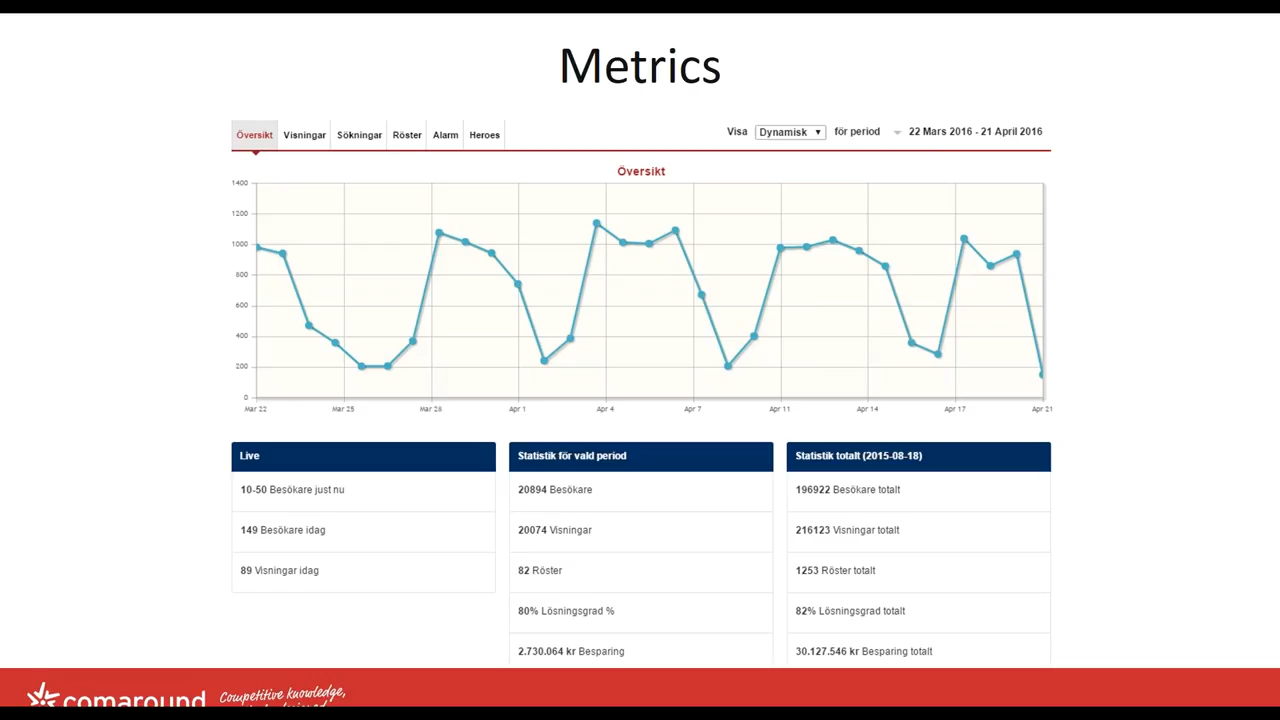 Metrics
Översikt Visningar Sökningar Röster Alarm Heroes
Visa Dynamisk ▼ för period 22 Mars 2016 - 21 April 2016
Översikt
1400
1200
1000
800
600
400
200
0
Mar 22 Mar 25 Mar 28 Apr 1 Apr 4 Apr 7 Apr 11 Apr 14 Apr 17 Apr 21
Live
10-50 Besökare just nu
149 Besökare idag
89 Visningar idag
Statistik för vald period
20894 Besökare
20074 Visningar
82 Röster
80% Lösningsgrad %
2.730.064 kr Besparing
Statistik totalt (2015-08-18)
196922 Besökare totalt
216123 Visningar totalt
1253 Röster totalt
82% Lösningsgrad totalt
30.127.546 kr Besparing totalt
comaround
Competitive knowledge,